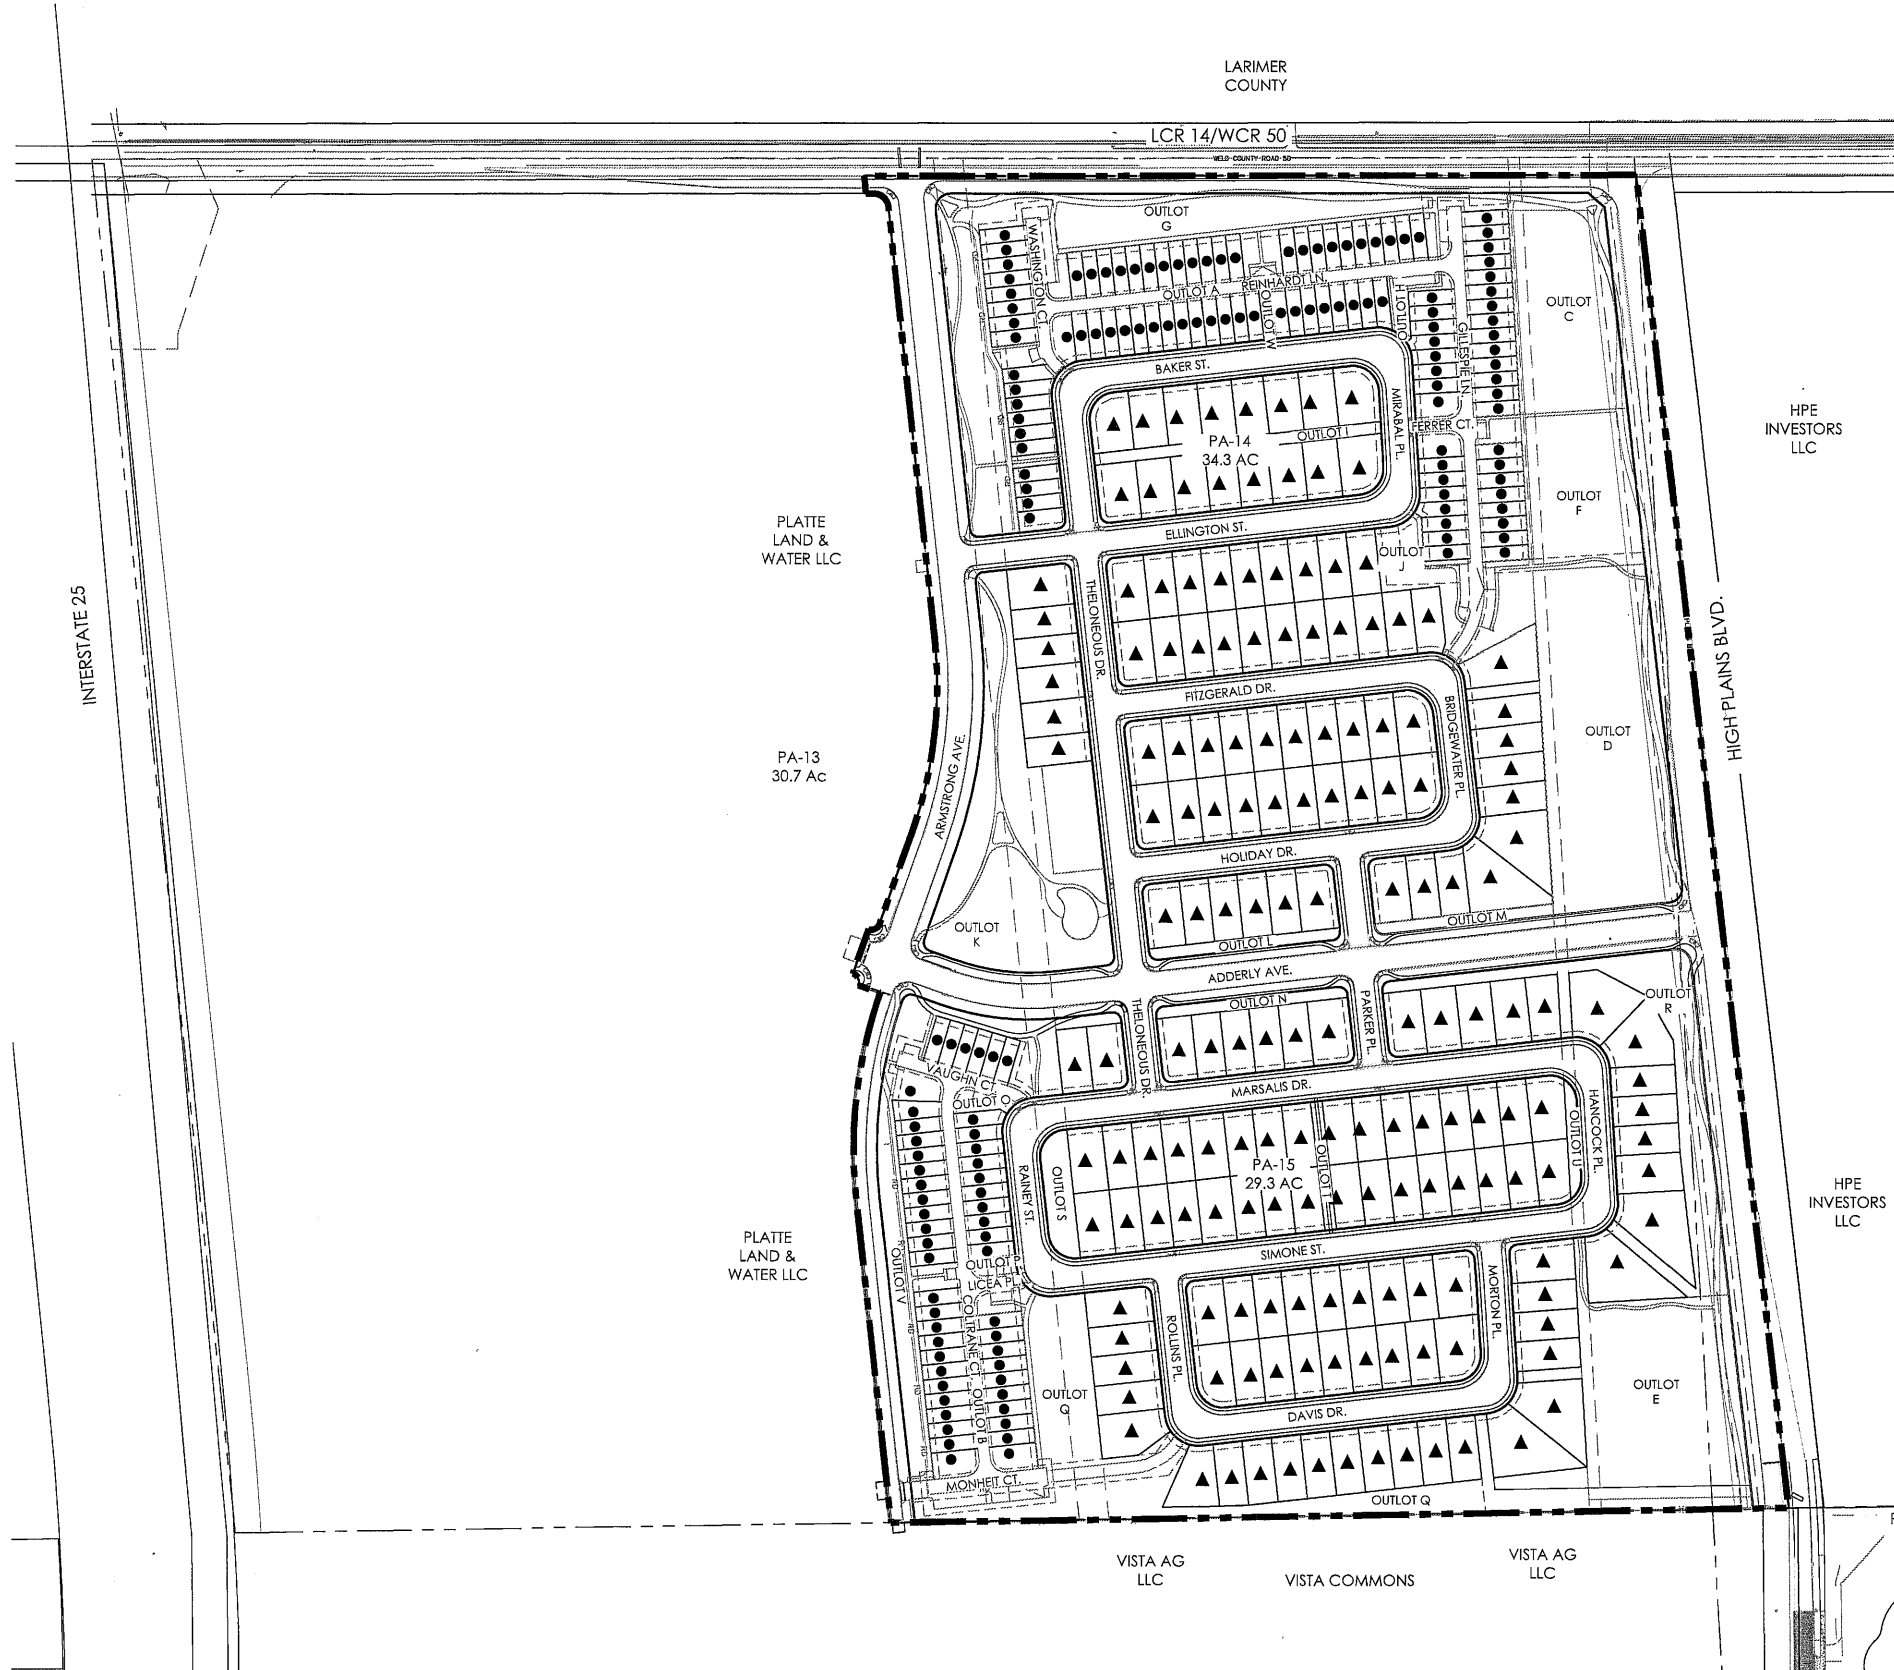 LARIMER
COUNTY
LCR 14/WCR 50
WELD COUNTY ROAD 50
OUTLOT
G
WASHINGTON CT.
OUTLOT A
REINHARDT LN.
OUTLOT W
OUTLOT H
GILLESPIE LN.
OUTLOT
C
BAKER ST.
MIRABAL PL.
PA-14
34.3 AC
OUTLOT I
FERRER CT.
HPE
INVESTORS
LLC
OUTLOT
F
PLATTE
LAND &
WATER LLC
ELLINGTON ST.
OUTLOT
J
INTERSTATE 25
THELONEOUS DR.
HIGH PLAINS BLVD.
FITZGERALD DR.
BRIDGEWATER PL.
OUTLOT
D
PA-13
30.7 Ac
ARMSTRONG AVE.
HOLIDAY DR.
OUTLOT
K
OUTLOT L
OUTLOT M
ADDERLY AVE.
OUTLOT N
THELONEOUS DR.
PARKER PL.
OUTLOT
R
VAUGHN CT.
OUTLOT O
MARSALIS DR.
HANCOCK PL.
OUTLOT U
RAINEY ST.
OUTLOT S
PA-15
29.3 AC
OUTLOT T
HPE
INVESTORS
LLC
PLATTE
LAND &
WATER LLC
OUTLOT V
OUTLOT P
LICEA PL.
SIMONE ST.
COLTRANE CT.
OUTLOT B
ROLLINS PL.
MORTON PL.
OUTLOT
Q
OUTLOT
E
DAVIS DR.
MONHEIT CT.
OUTLOT Q
VISTA AG
LLC
VISTA COMMONS
VISTA AG
LLC